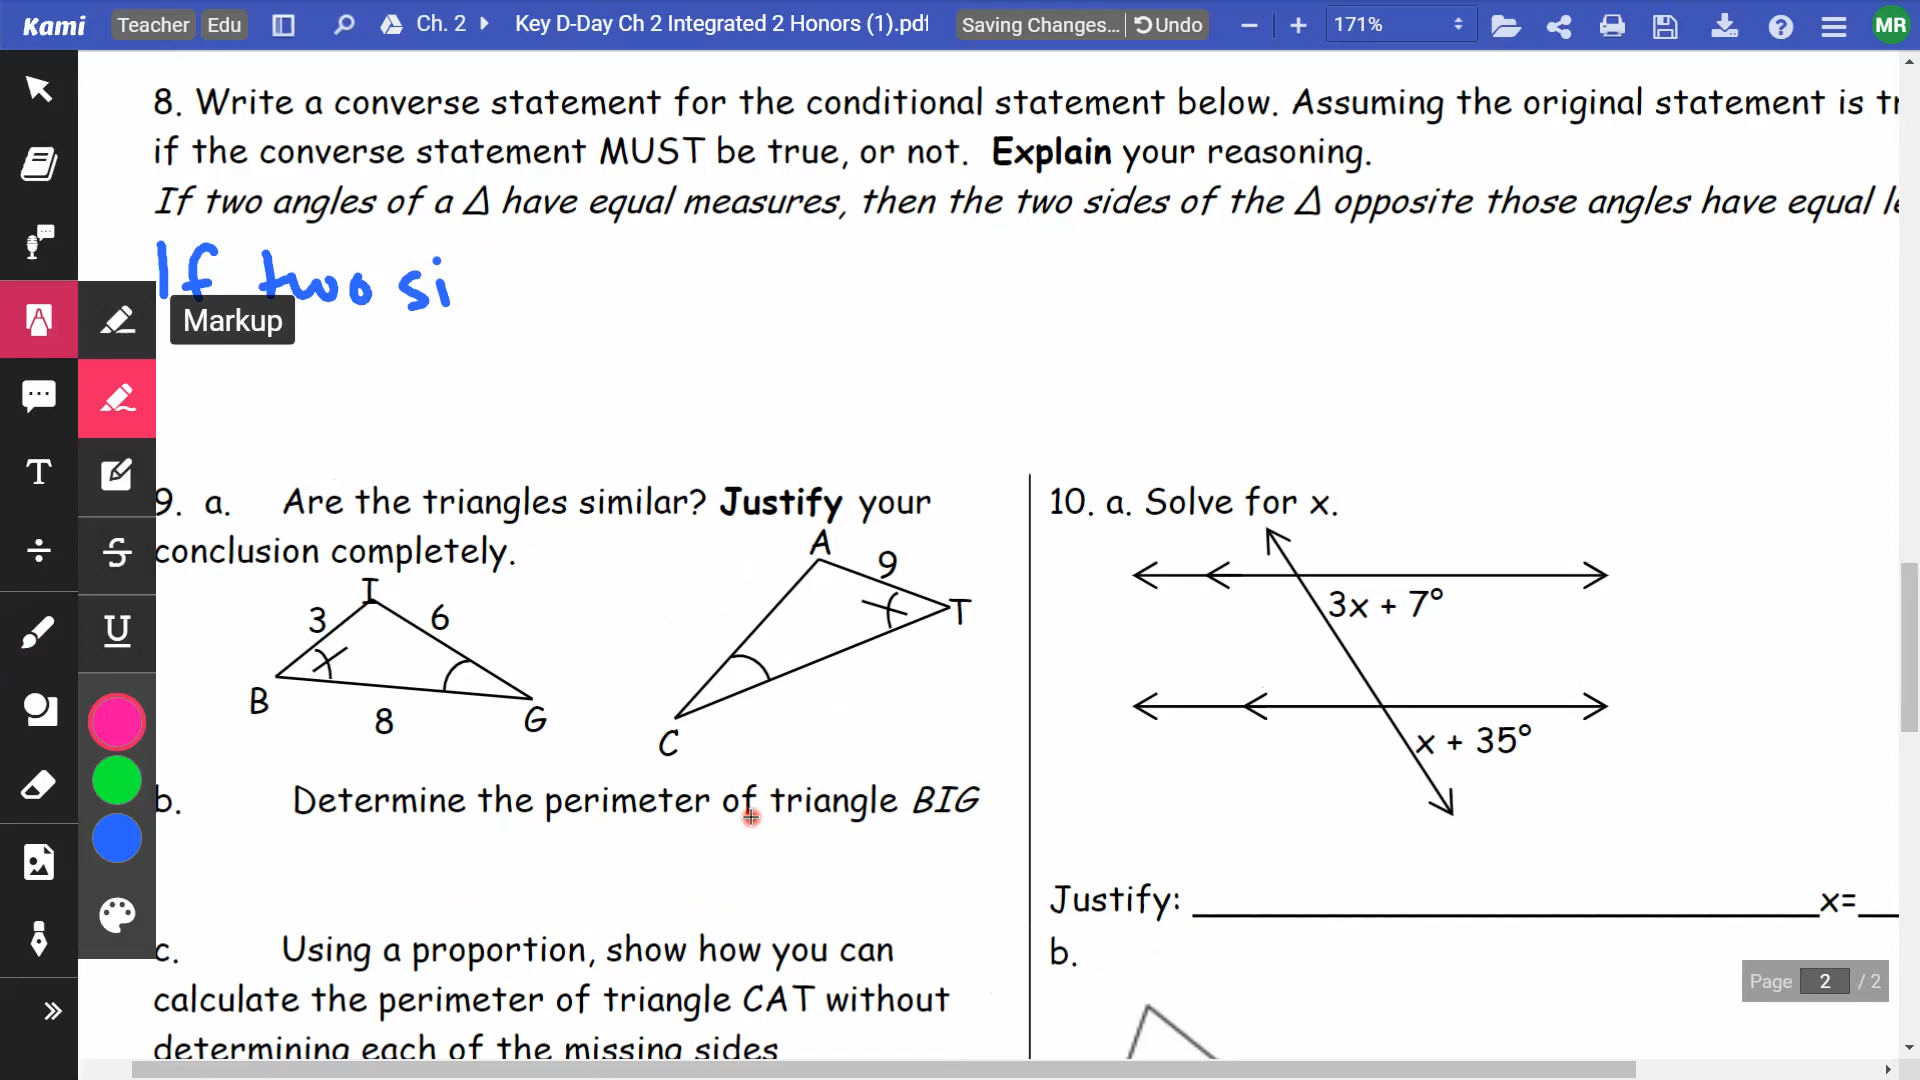 Kami Teacher Edu Ch. 2 Key D-Day Ch 2 Integrated 2 Honors (1).pdf Saving Changes... Undo 171% MR
8. Write a converse statement for the conditional statement below. Assuming the original statement is tr
if the converse statement MUST be true, or not. Explain your reasoning.
If two angles of a Δ have equal measures, then the two sides of the Δ opposite those angles have equal le
If two si
Markup
9. a. Are the triangles similar? Justify your
conclusion completely.
I
3
6
B
8
G
A
9
T
C
b. Determine the perimeter of triangle BIG
c. Using a proportion, show how you can
calculate the perimeter of triangle CAT without
determining each of the missing sides
10. a. Solve for x.
3x + 7°
x + 35°
Justify: ____________ x=__
b.
Page 2 / 2